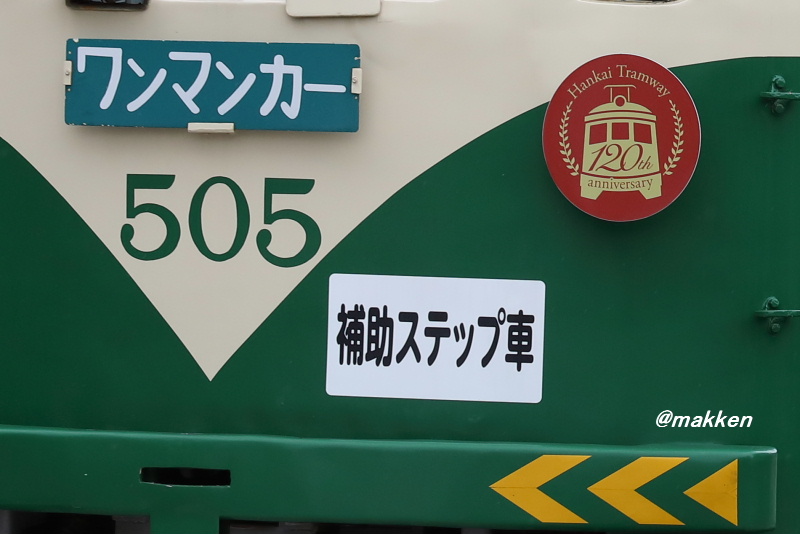 ワンマンカー
Hankai Tramway
120th
anniversary
505
補助ステップ車
@makken